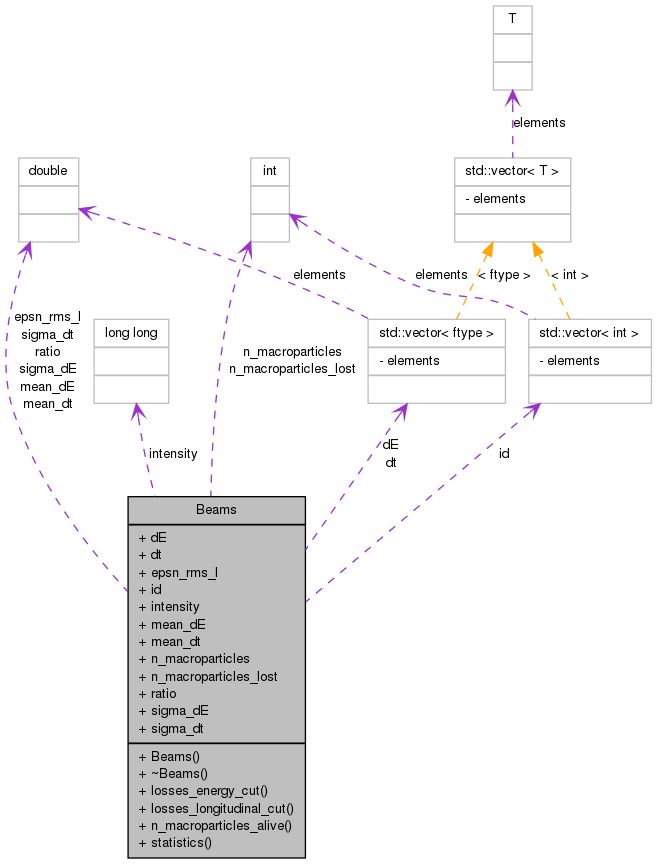 T
elements
double
int
std::vector< T >
- elements
elements
elements
< ftype >
< int >
epsn_rms_l
sigma_dt
ratio
sigma_dE
mean_dE
mean_dt
long long
n_macroparticles
n_macroparticles_lost
std::vector< ftype >
- elements
std::vector< int >
- elements
intensity
dE
dt
id
Beams
+ dE
+ dt
+ epsn_rms_l
+ id
+ intensity
+ mean_dE
+ mean_dt
+ n_macroparticles
+ n_macroparticles_lost
+ ratio
+ sigma_dE
+ sigma_dt
+ Beams()
+ ~Beams()
+ losses_energy_cut()
+ losses_longitudinal_cut()
+ n_macroparticles_alive()
+ statistics()